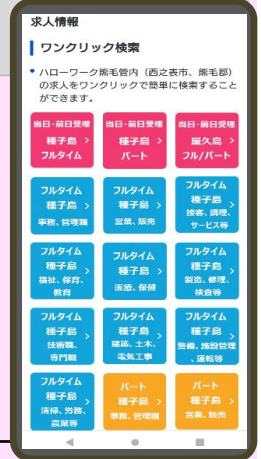 求人情報
ワンクリック検索
ハローワーク熊毛管内（西之表市、熊毛郡）
の求人をワンクリックで簡単に検索すること
ができます。
当日・前日受理
種子島
フルタイム
当日・前日受理
種子島
パート
当日・前日受理
屋久島
フル/パート
フルタイム
種子島
事務、管理職
フルタイム
種子島
営業、販売
フルタイム
種子島
接客、調理、
サービス等
フルタイム
種子島
福祉、保育、
教育
フルタイム
種子島
医療、保健
フルタイム
種子島
製造、修理、
検査等
フルタイム
種子島
技術職、
専門職
フルタイム
種子島
建築、土木、
電気工事
フルタイム
種子島
警備、施設管理
、運転等
フルタイム
種子島
清掃、労務、
農業等
パート
種子島
事務、管理職
パート
種子島
営業、販売